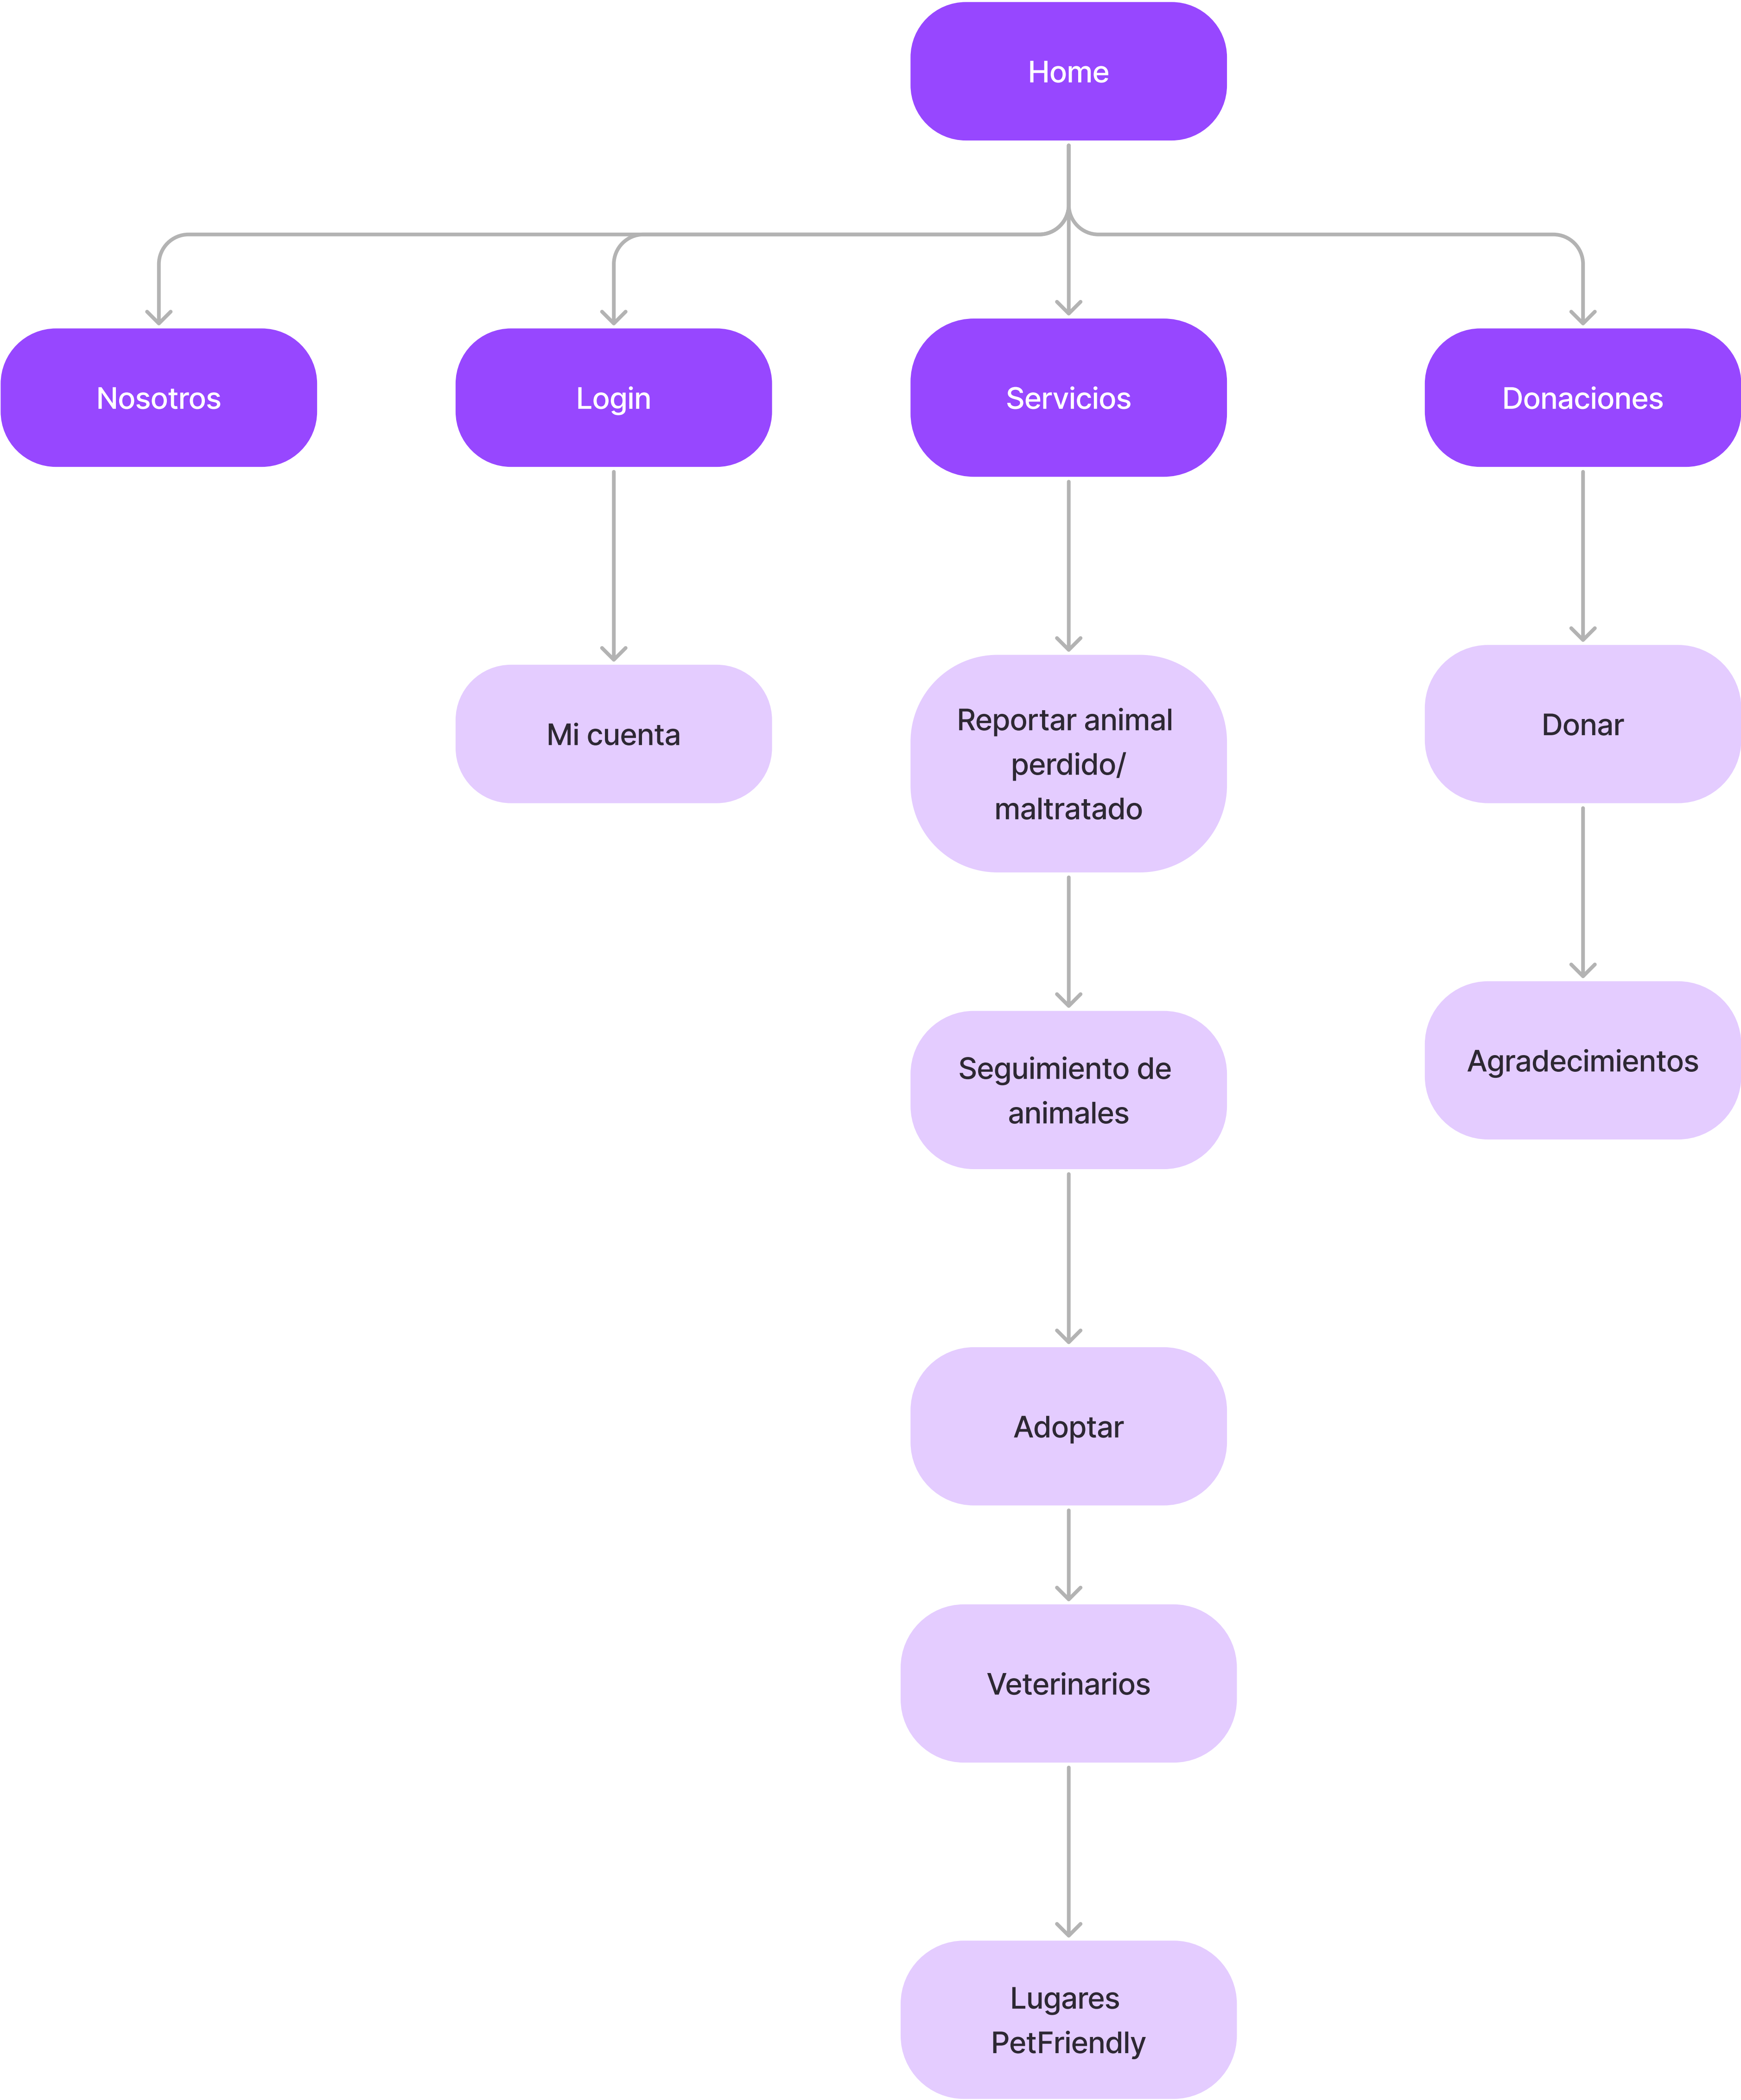 Home
Nosotros
Login
Servicios
Donaciones
Mi cuenta
Reportar animal
perdido/
maltratado
Donar
Seguimiento de
animales
Agradecimientos
Adoptar
Veterinarios
Lugares
PetFriendly